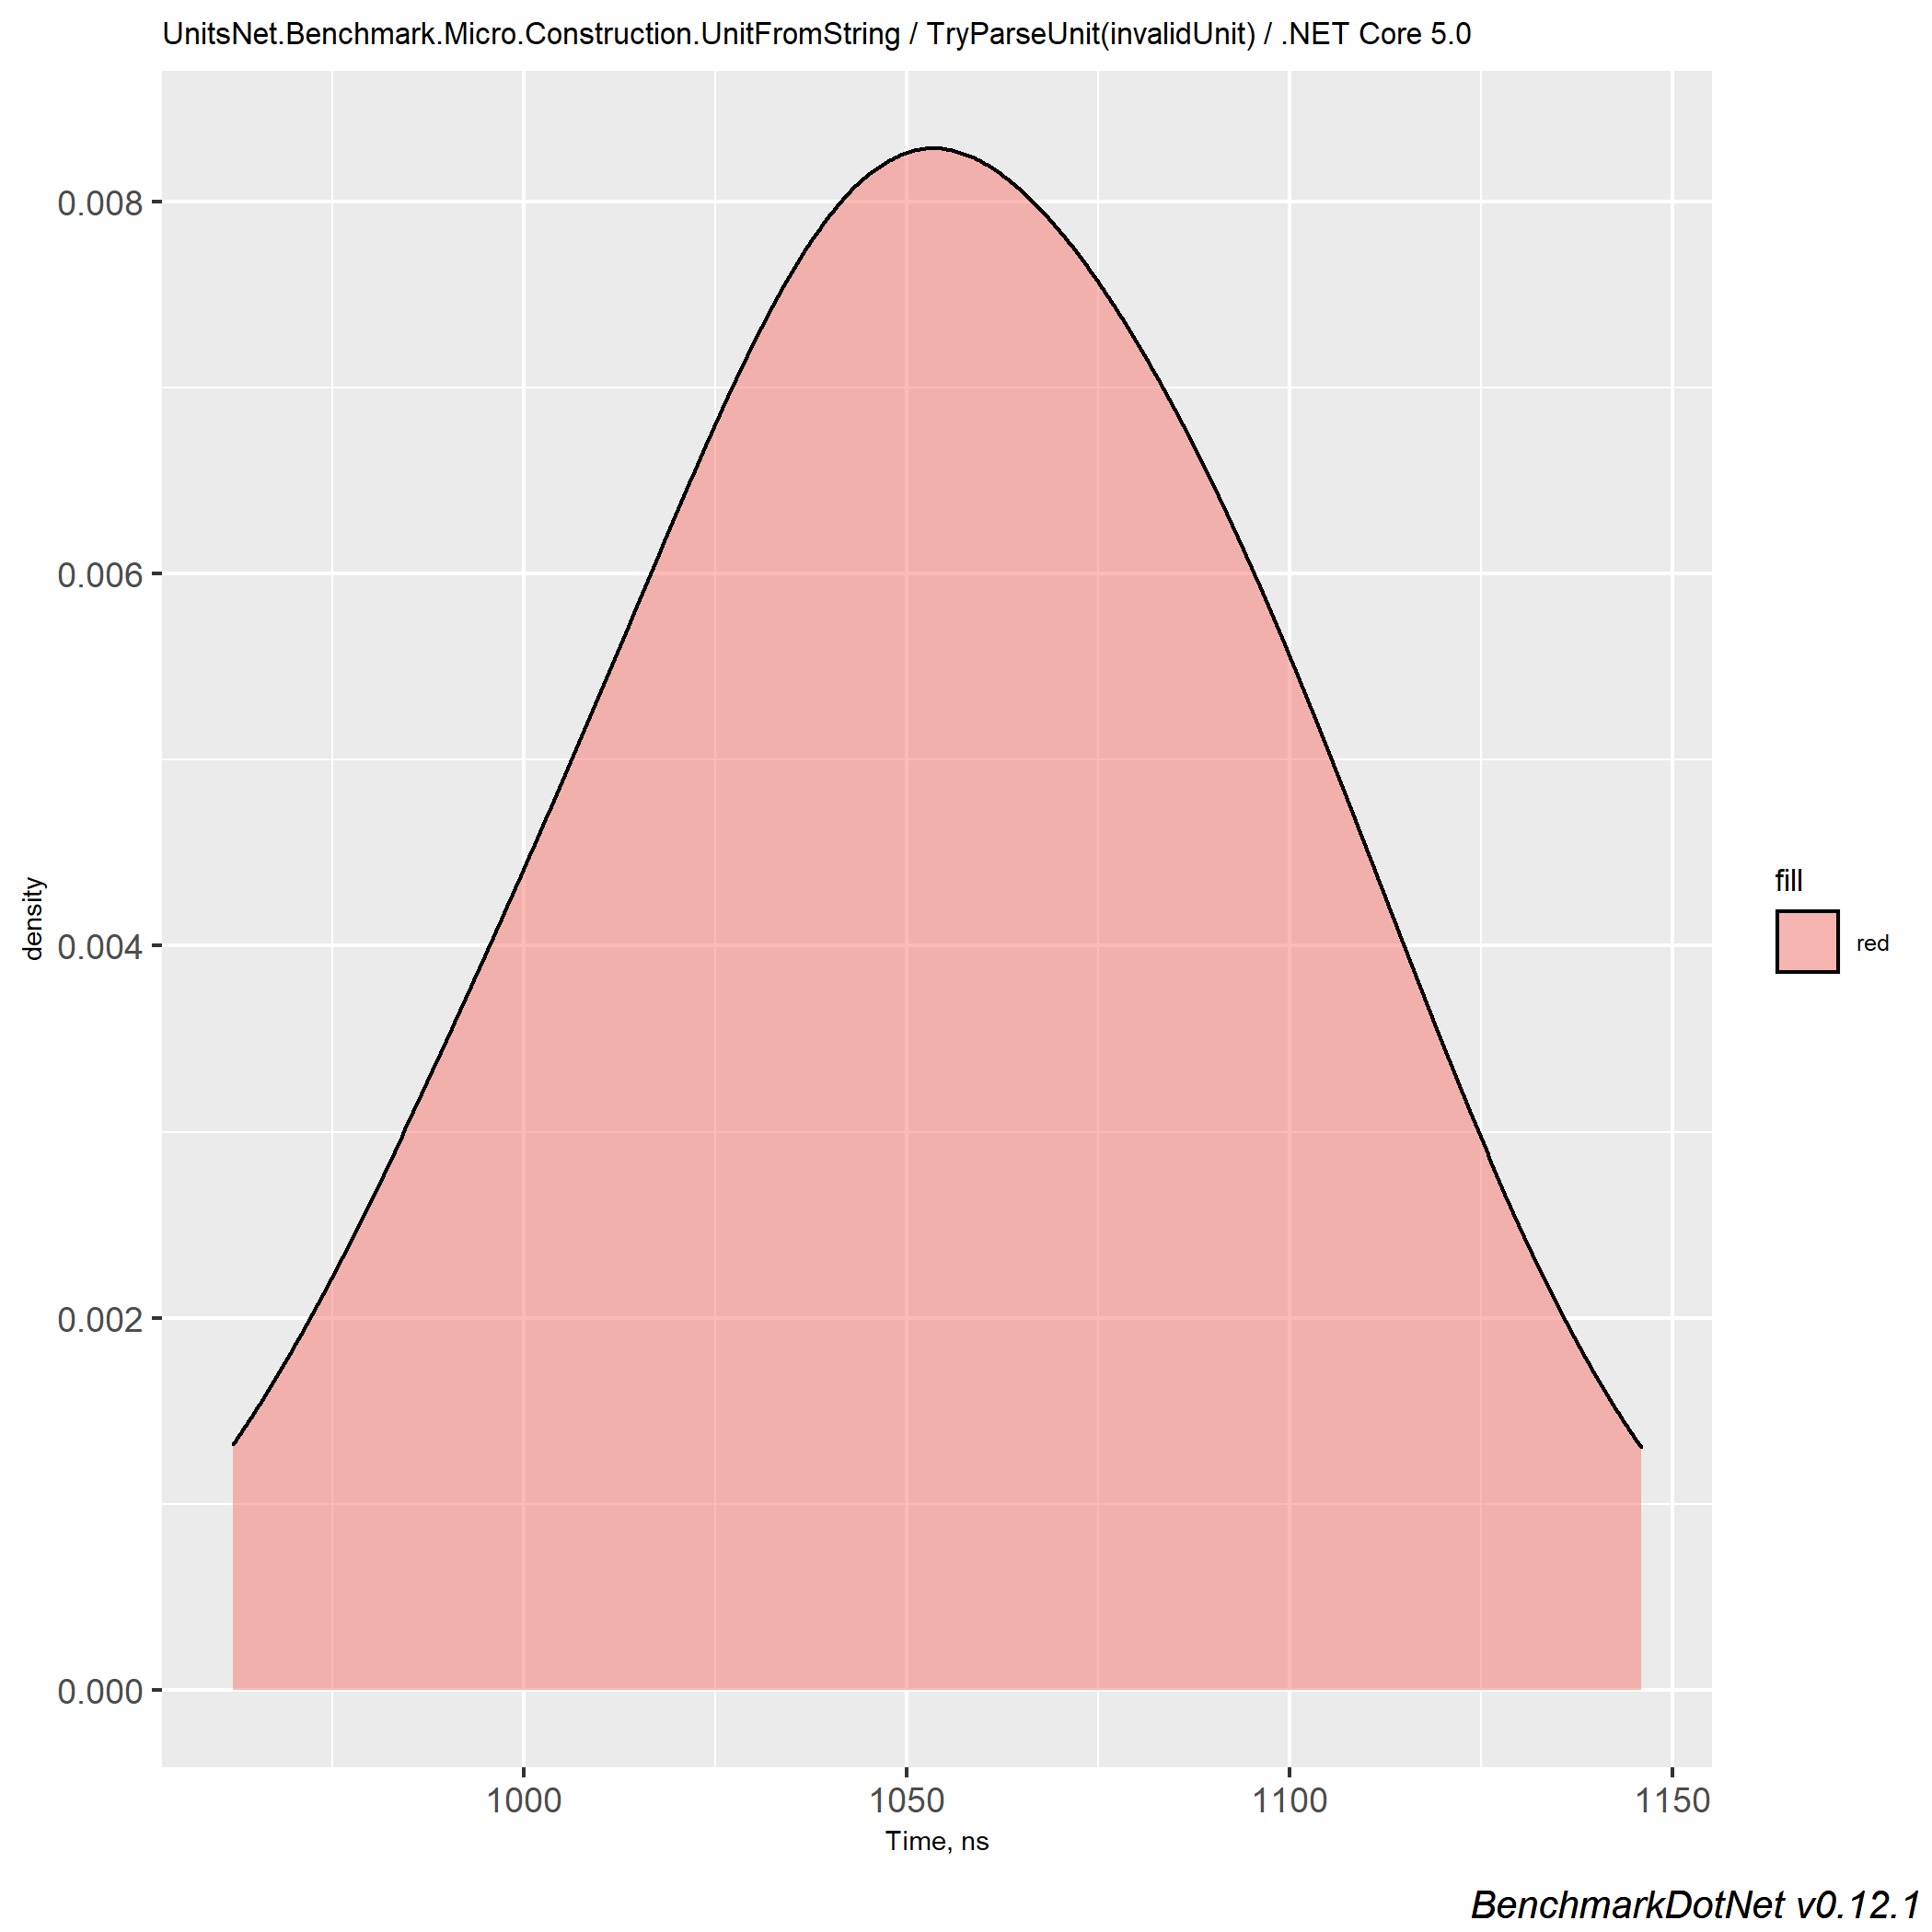 UnitsNet.Benchmark.Micro.Construction.UnitFromString / TryParseUnit(invalidUnit) / .NET Core 5.0
0.008
0.006
0.004
0.002
0.000
density
1000 1050 1100 1150
Time, ns
fill
red
BenchmarkDotNet v0.12.1